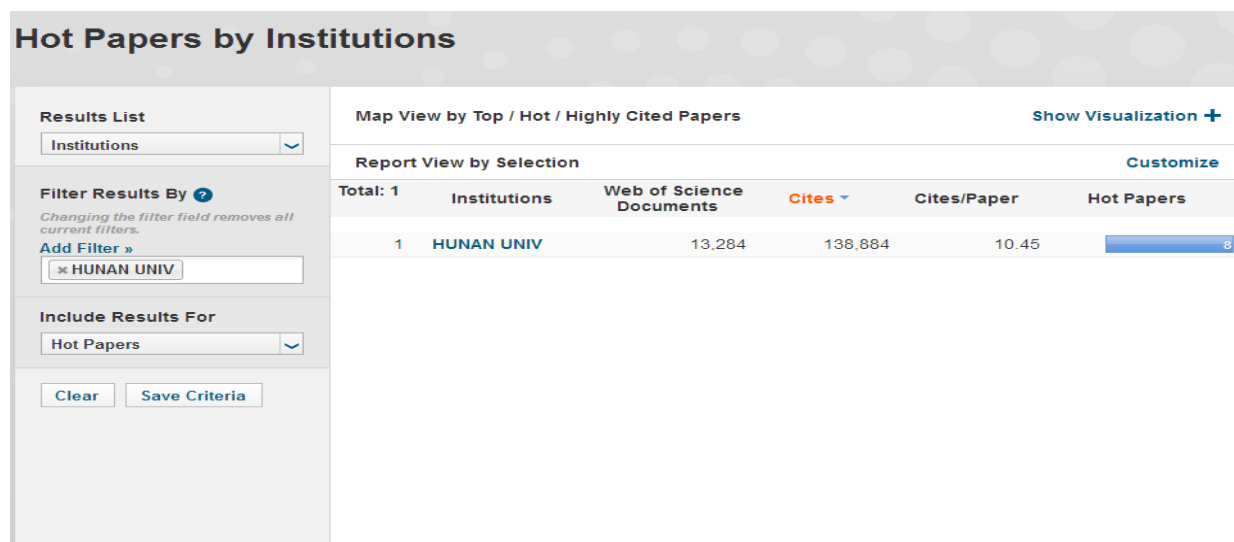 Hot Papers by Institutions
Results List
Institutions
Filter Results By ?
Changing the filter field removes all
current filters.
Add Filter »
× HUNAN UNIV
Include Results For
Hot Papers
Clear Save Criteria
Map View by Top / Hot / Highly Cited Papers Show Visualization +
Report View by Selection Customize
Total: 1 Institutions Web of Science Documents Cites Cites/Paper Hot Papers
1 HUNAN UNIV 13,284 138,884 10.45 8